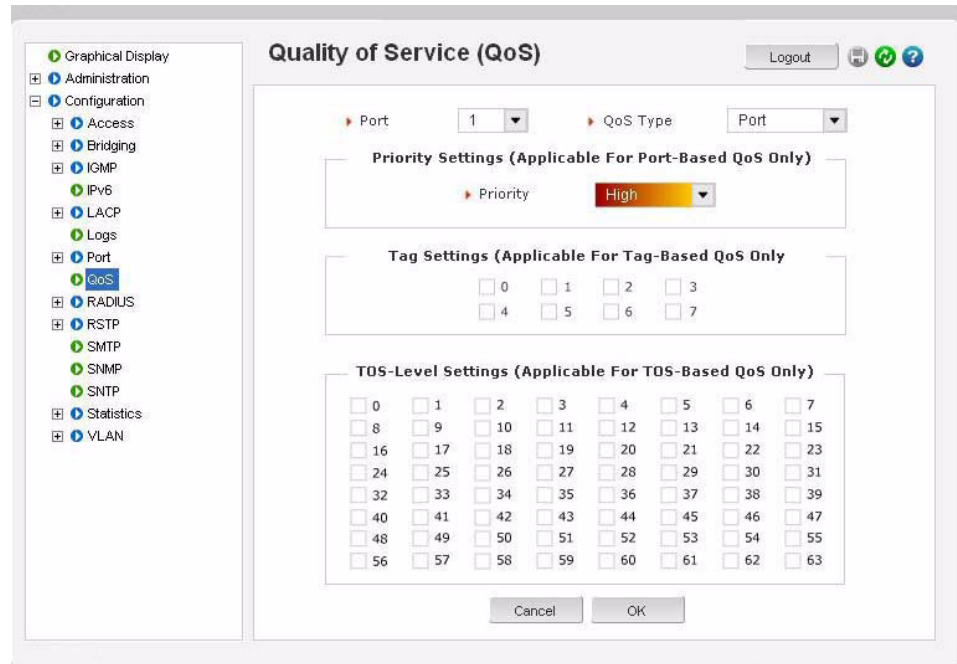 Graphical Display
Administration
Configuration
Access
Bridging
IGMP
IPv6
LACP
Logs
Port
QoS
RADIUS
RSTP
SMTP
SNMP
SNTP
Statistics
VLAN
Quality of Service (QoS)
Logout
Port 1 QoS Type Port
Priority Settings (Applicable For Port-Based QoS Only)
Priority High
Tag Settings (Applicable For Tag-Based QoS Only
0 1 2 3
4 5 6 7
TOS-Level Settings (Applicable For TOS-Based QoS Only)
0 1 2 3 4 5 6 7
8 9 10 11 12 13 14 15
16 17 18 19 20 21 22 23
24 25 26 27 28 29 30 31
32 33 34 35 36 37 38 39
40 41 42 43 44 45 46 47
48 49 50 51 52 53 54 55
56 57 58 59 60 61 62 63
Cancel OK